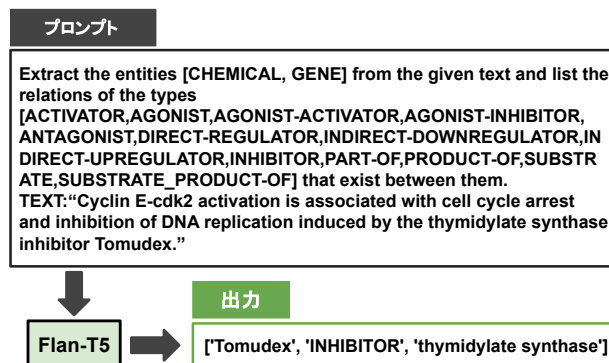 プロンプト
Extract the entities [CHEMICAL, GENE] from the given text and list the
relations of the types
[ACTIVATOR,AGONIST,AGONIST-ACTIVATOR,AGONIST-INHIBITOR,
ANTAGONIST,DIRECT-REGULATOR,INDIRECT-DOWNREGULATOR,IN
DIRECT-UPREGULATOR,INHIBITOR,PART-OF,PRODUCT-OF,SUBSTR
ATE,SUBSTRATE_PRODUCT-OF] that exist between them.
TEXT:“Cyclin E-cdk2 activation is associated with cell cycle arrest
and inhibition of DNA replication induced by the thymidylate synthase
inhibitor Tomudex.”
出力
Flan-T5
['Tomudex', 'INHIBITOR', 'thymidylate synthase']